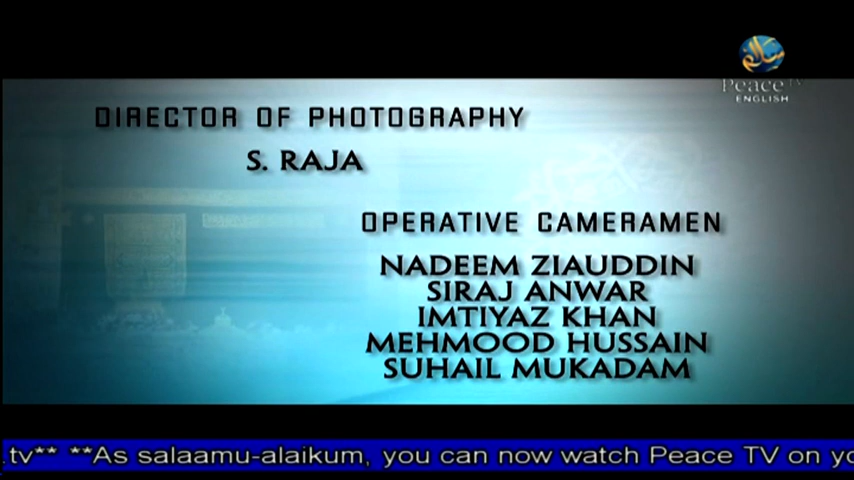 سلام
Peace TV
ENGLISH
DIRECTOR OF PHOTOGRAPHY
S. RAJA
OPERATIVE CAMERAMEN
NADEEM ZIAUDDIN
SIRAJ ANWAR
IMTIYAZ KHAN
MEHMOOD HUSSAIN
SUHAIL MUKADAM
.tv** **As salaamu-alaikum, you can now watch Peace TV on yo